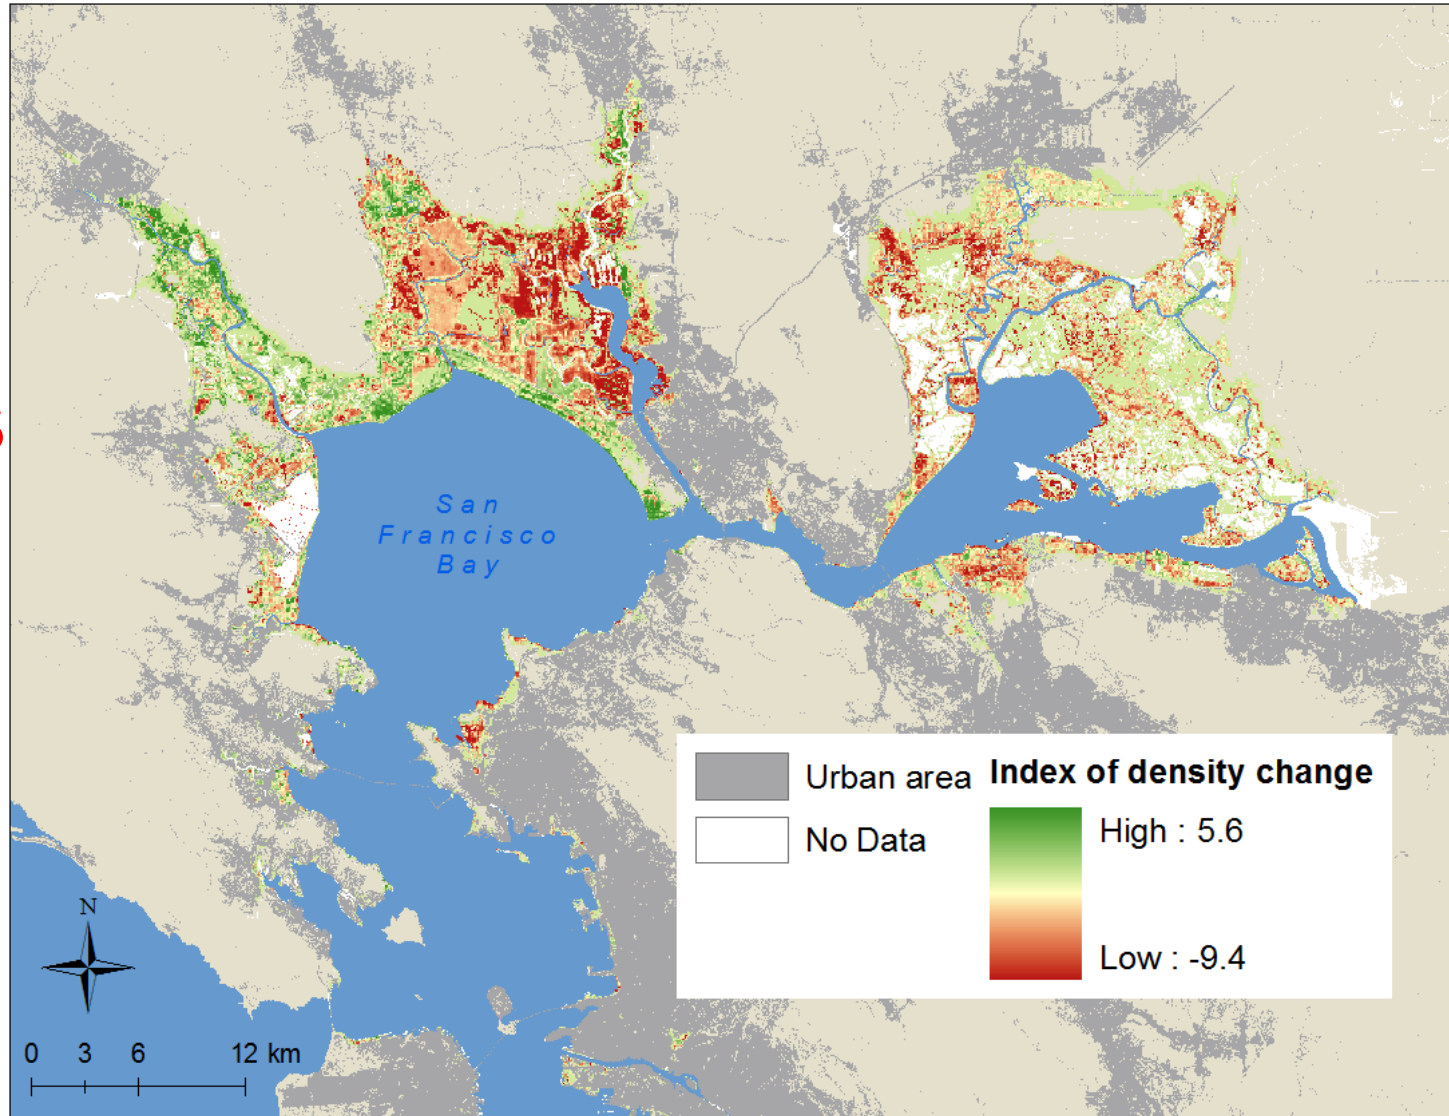 San
Francisco
Bay
Urban area
No Data
Index of density change
High : 5.6
Low : -9.4
N
0 3 6 12 km